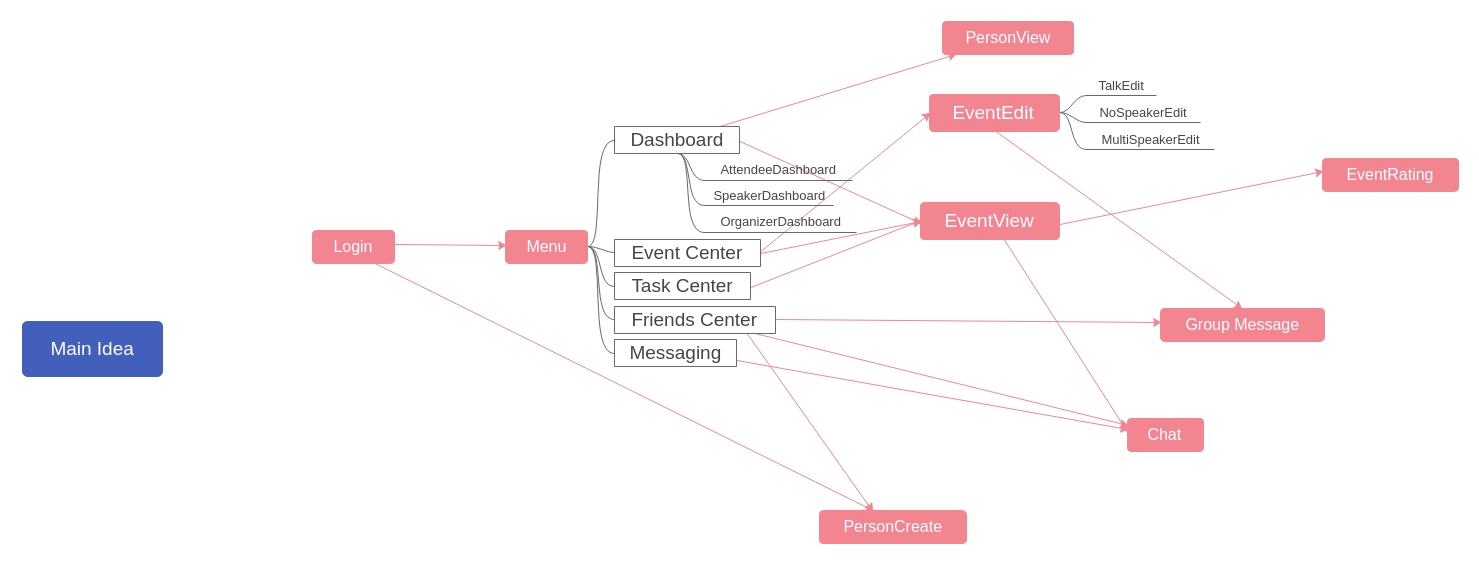 PersonView
TalkEdit
EventEdit
NoSpeakerEdit
Dashboard
MultiSpeakerEdit
AttendeeDashboard
EventRating
SpeakerDashboard
OrganizerDashboard
EventView
Login
Menu
Event Center
Task Center
Friends Center
Group Message
Main Idea
Messaging
Chat
PersonCreate